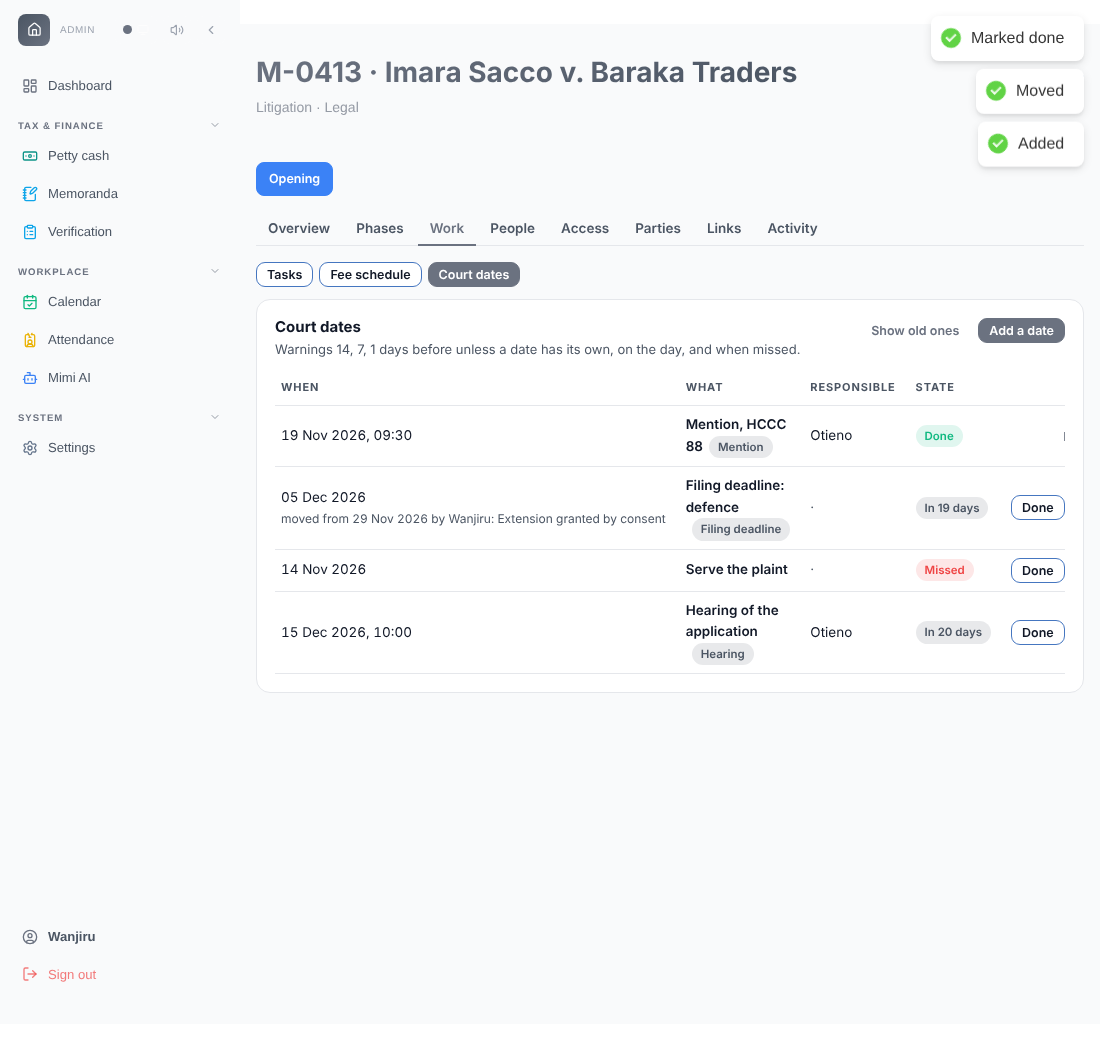 ADMIN
Dashboard
TAX & FINANCE
Petty cash
Memoranda
Verification
WORKPLACE
Calendar
Attendance
Mimi AI
SYSTEM
Settings
Wanjiru
Sign out
M-0413 · Imara Sacco v. Baraka Traders
Litigation · Legal
Marked done
Moved
Added
Opening
Overview Phases Work People Access Parties Links Activity
Tasks Fee schedule Court dates
Court dates
Show old ones Add a date
Warnings 14, 7, 1 days before unless a date has its own, on the day, and when missed.
WHEN WHAT RESPONSIBLE STATE
19 Nov 2026, 09:30 Mention, HCCC 88 Mention Otieno Done
05 Dec 2026
moved from 29 Nov 2026 by Wanjiru: Extension granted by consent
Filing deadline:
defence
Filing deadline
· In 19 days Done
14 Nov 2026 Serve the plaint · Missed Done
15 Dec 2026, 10:00
Hearing of the
application
Hearing
Otieno In 20 days Done